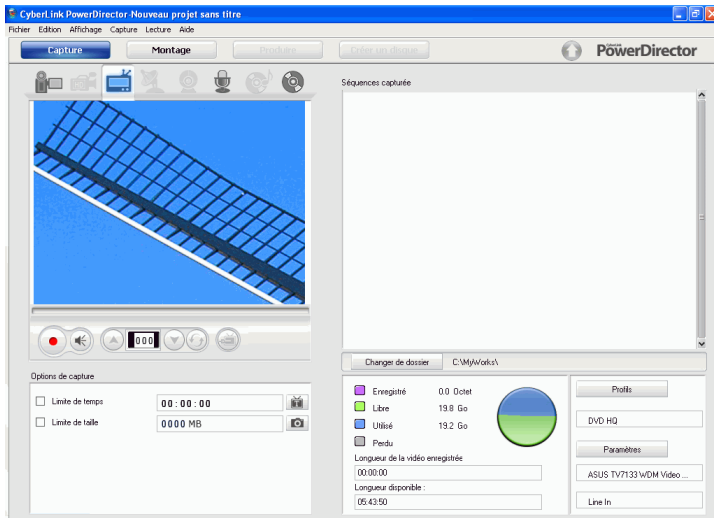 CyberLink PowerDirector-Nouveau projet sans titre
Fichier Edition Affichage Capture Lecture Aide
Capture Montage Produire Créer un disque PowerDirector
Séquences capturée
000
Changer de dossier C:\MyWorks\
Options de capture
Limite de temps 00:00:00
Limite de taille 0000 MB
Enregistré 0.0 Octet
Libre 19.8 Go
Utilisé 19.2 Go
Perdu
Longueur de la vidéo enregistrée
00:00:00
Longueur disponible :
05:43:50
Profils
DVD HQ
Paramètres
ASUS TV7133 WDM Video ...
Line In